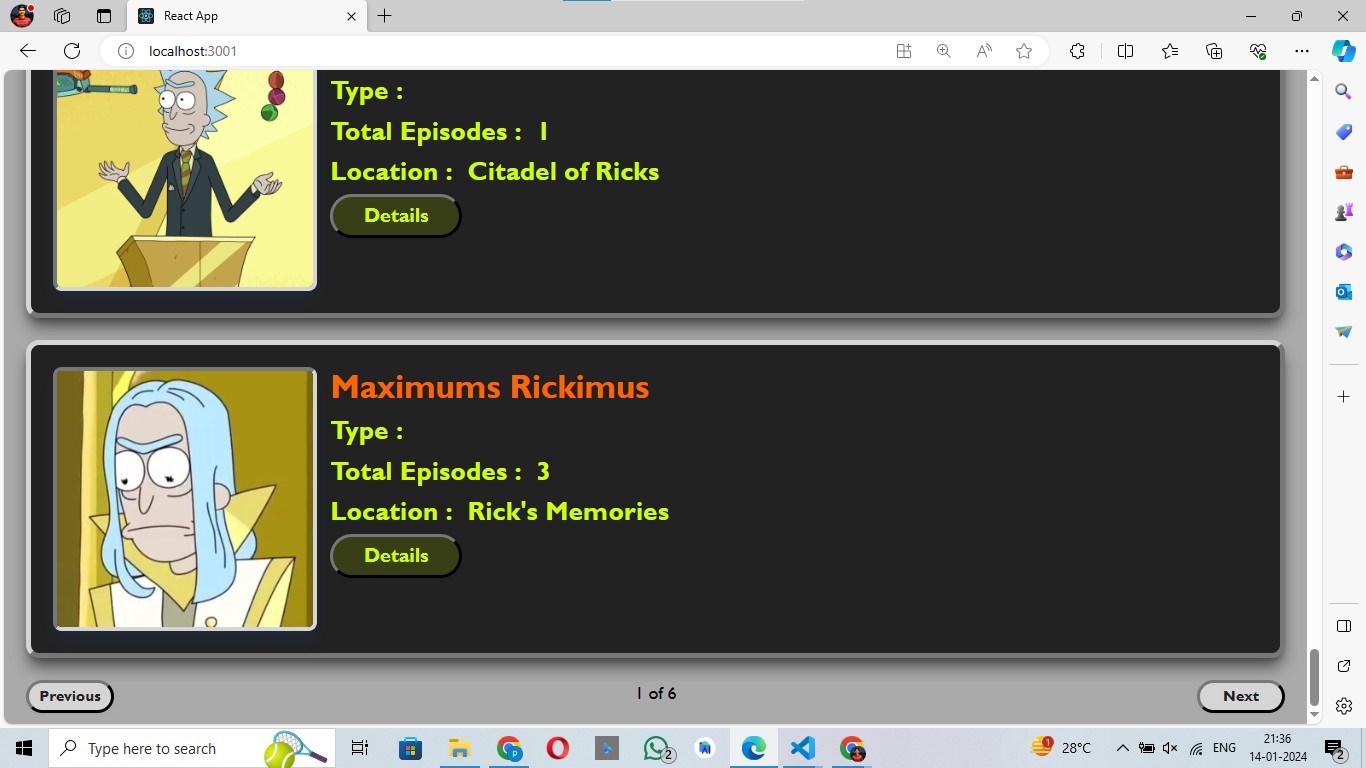 React App
localhost:3001
Type :
Total Episodes : 1
Location : Citadel of Ricks
Details
Maximums Rickimus
Type :
Total Episodes : 3
Location : Rick's Memories
Details
Previous
1 of 6
Next
Type here to search
2
1
28°C
ENG
21:36
14-01-2024
2